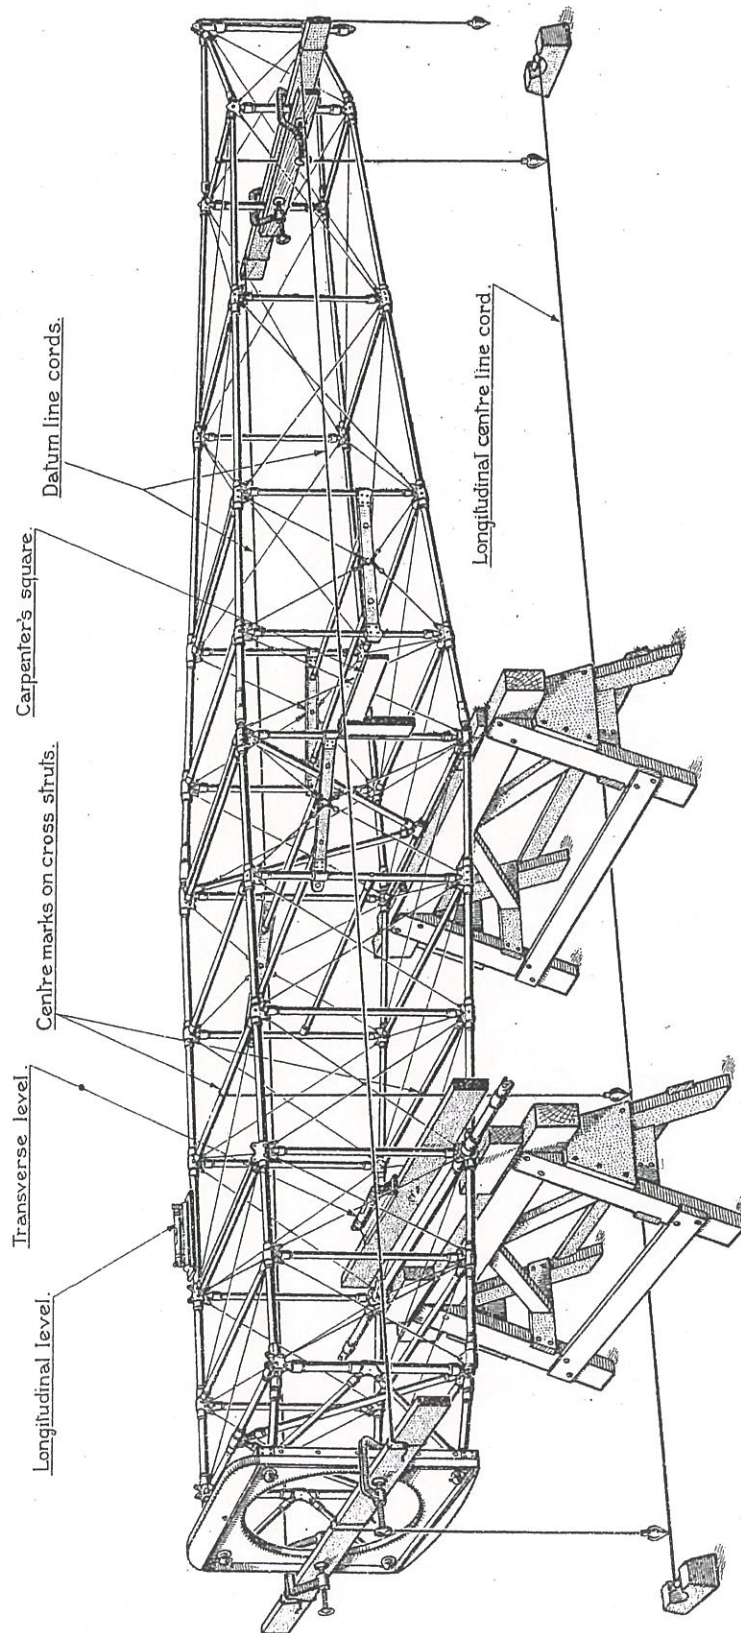 Longitudinal level.
Transverse level.
Centre marks on cross struts.
Carpenter's square.
Datum line cords.
Longitudinal centre line cord.